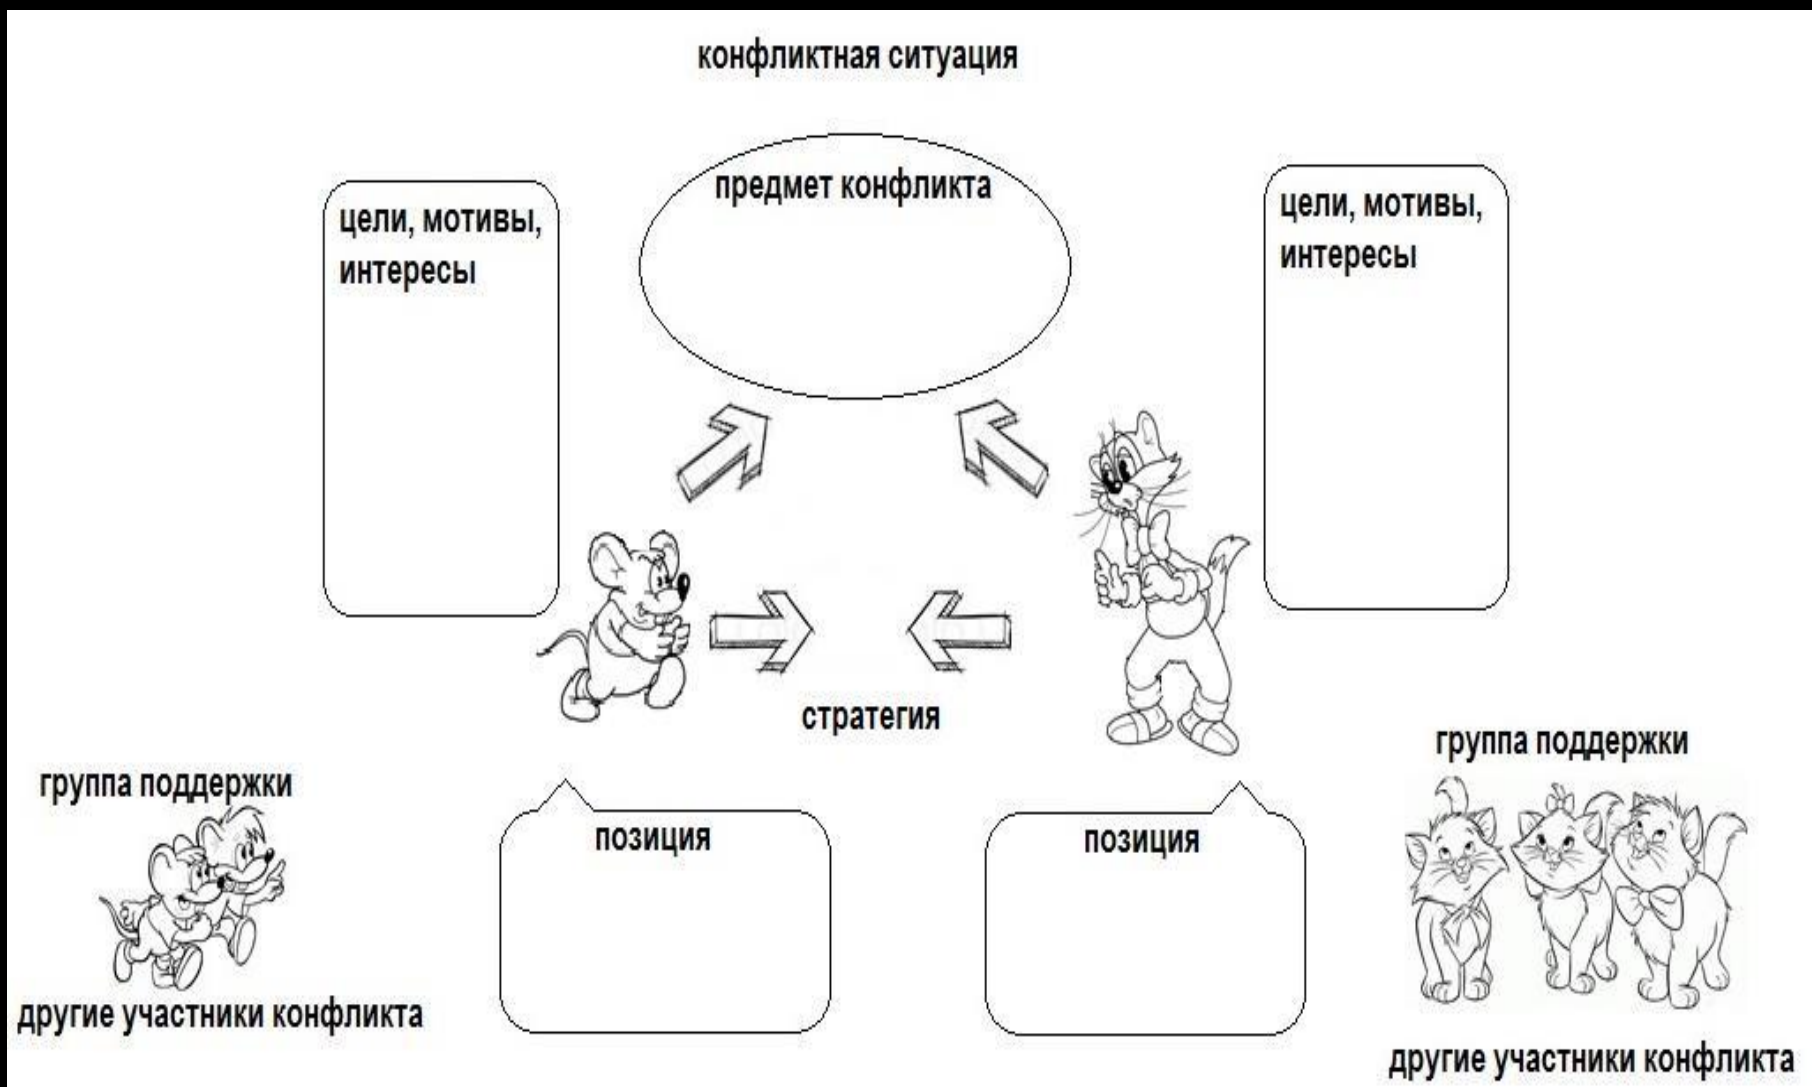 конфликтная ситуация
предмет конфликта
цели, мотивы,
интересы
цели, мотивы,
интересы
стратегия
группа поддержки
группа поддержки
позиция
позиция
другие участники конфликта
другие участники конфликта